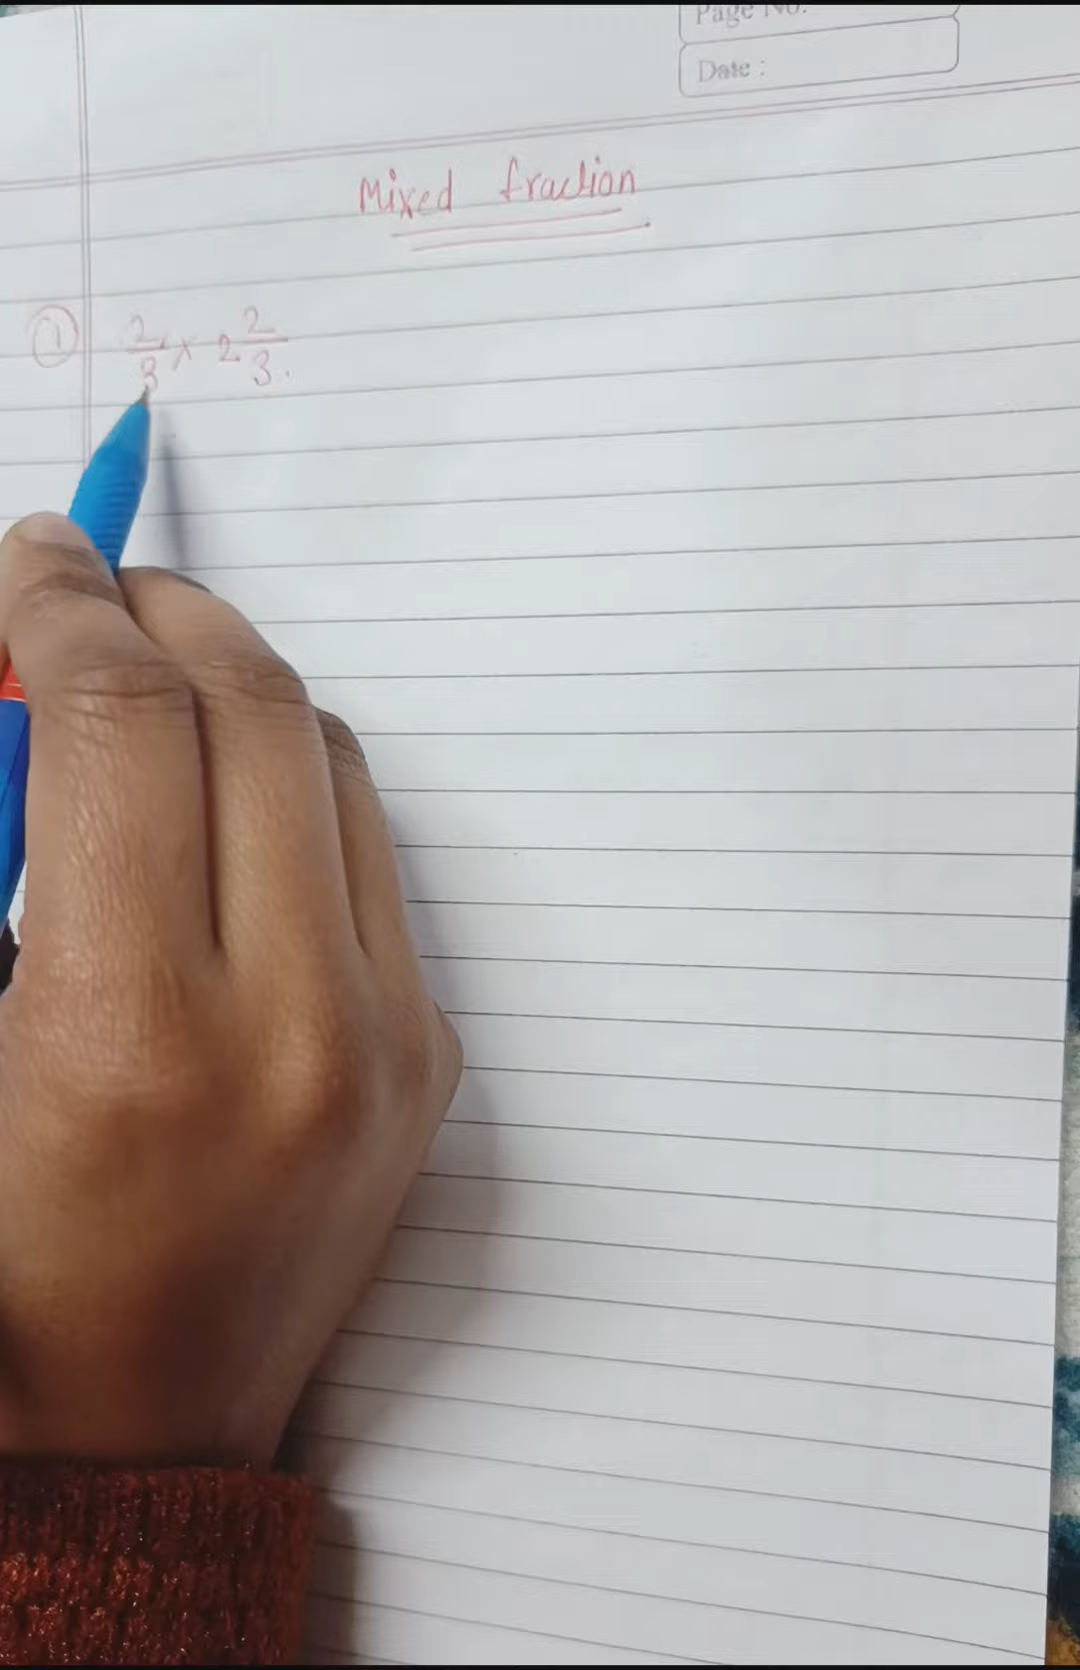 Page No.
Date :
Mixed fraction
① 2/3 x 2 2/3.